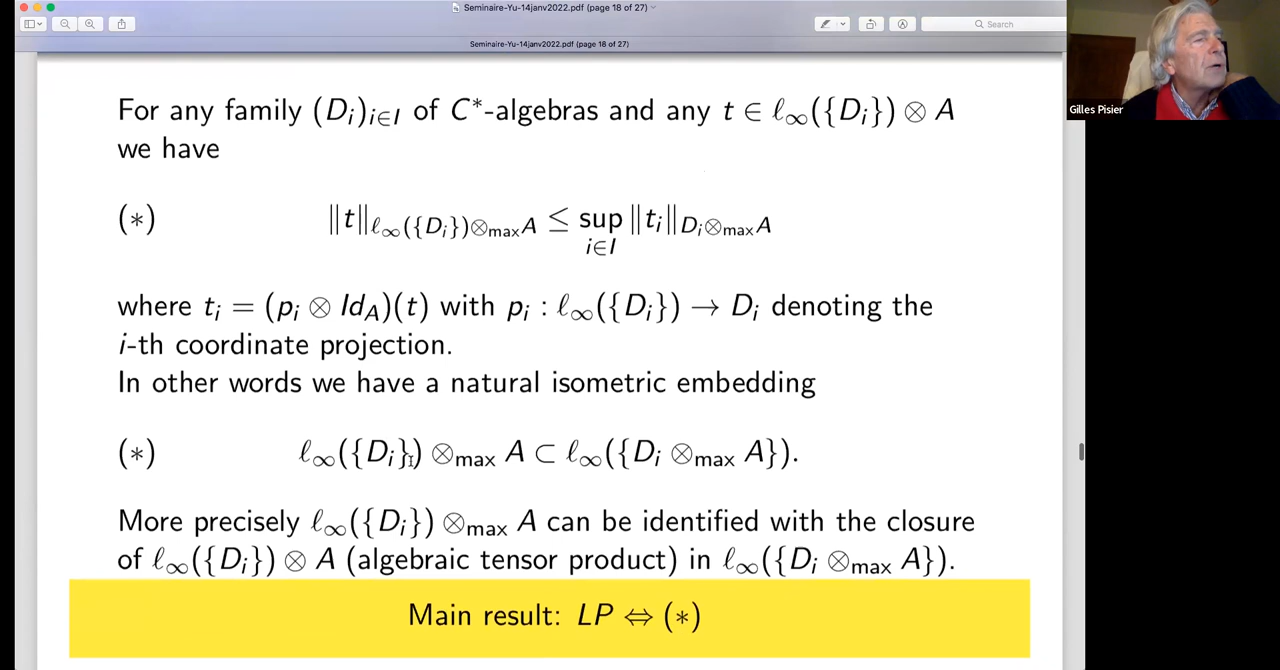 Seminaire-Yu-14janv2022.pdf (page 18 of 27)
Search
Seminaire-Yu-14janv2022.pdf (page 18 of 27)
Gilles Pisier
For any family (D_i)_{i∈I} of C*-algebras and any t ∈ ℓ_∞({D_i}) ⊗ A
we have
(∗) ‖t‖_{ℓ_∞({D_i})⊗_max A} ≤ sup_{i∈I} ‖t_i‖_{D_i⊗_max A}
where t_i = (p_i ⊗ Id_A)(t) with p_i : ℓ_∞({D_i}) → D_i denoting the
i-th coordinate projection.
In other words we have a natural isometric embedding
(∗) ℓ_∞({D_i}) ⊗_max A ⊂ ℓ_∞({D_i ⊗_max A}).
More precisely ℓ_∞({D_i}) ⊗_max A can be identified with the closure
of ℓ_∞({D_i}) ⊗ A (algebraic tensor product) in ℓ_∞({D_i ⊗_max A}).
Main result: LP ⇔ (∗)